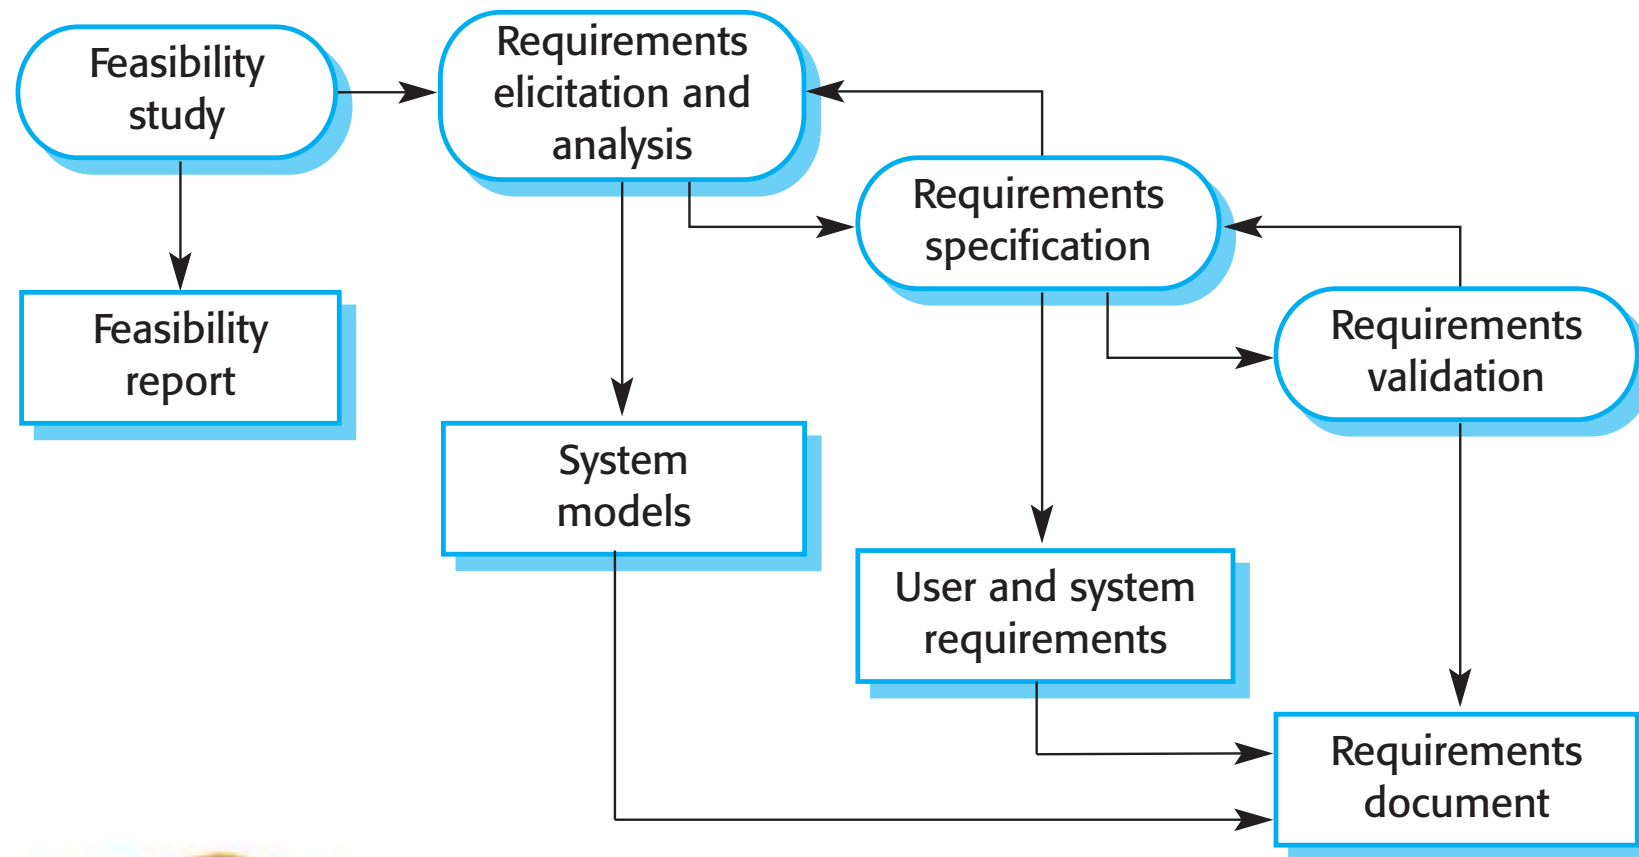 Feasibility
study
Requirements
elicitation and
analysis
Requirements
specification
Requirements
validation
Feasibility
report
System
models
User and system
requirements
Requirements
document